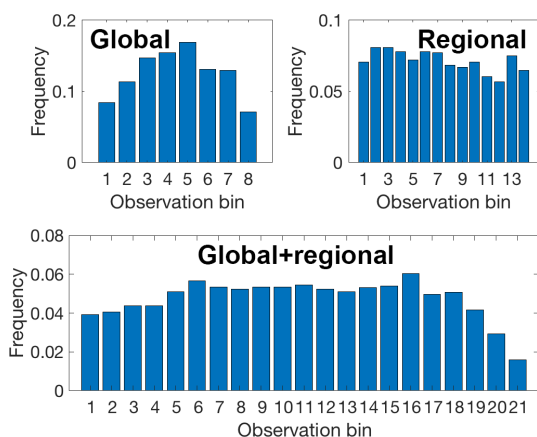 Global
0.2
0.1
0
Frequency
1 2 3 4 5 6 7 8
Observation bin
Regional
0.1
0.05
0
Frequency
1 3 5 7 9 11 13
Observation bin
Global+regional
0.08
0.06
0.04
0.02
0
Frequency
1 2 3 4 5 6 7 8 9 10 11 12 13 14 15 16 17 18 19 20 21
Observation bin